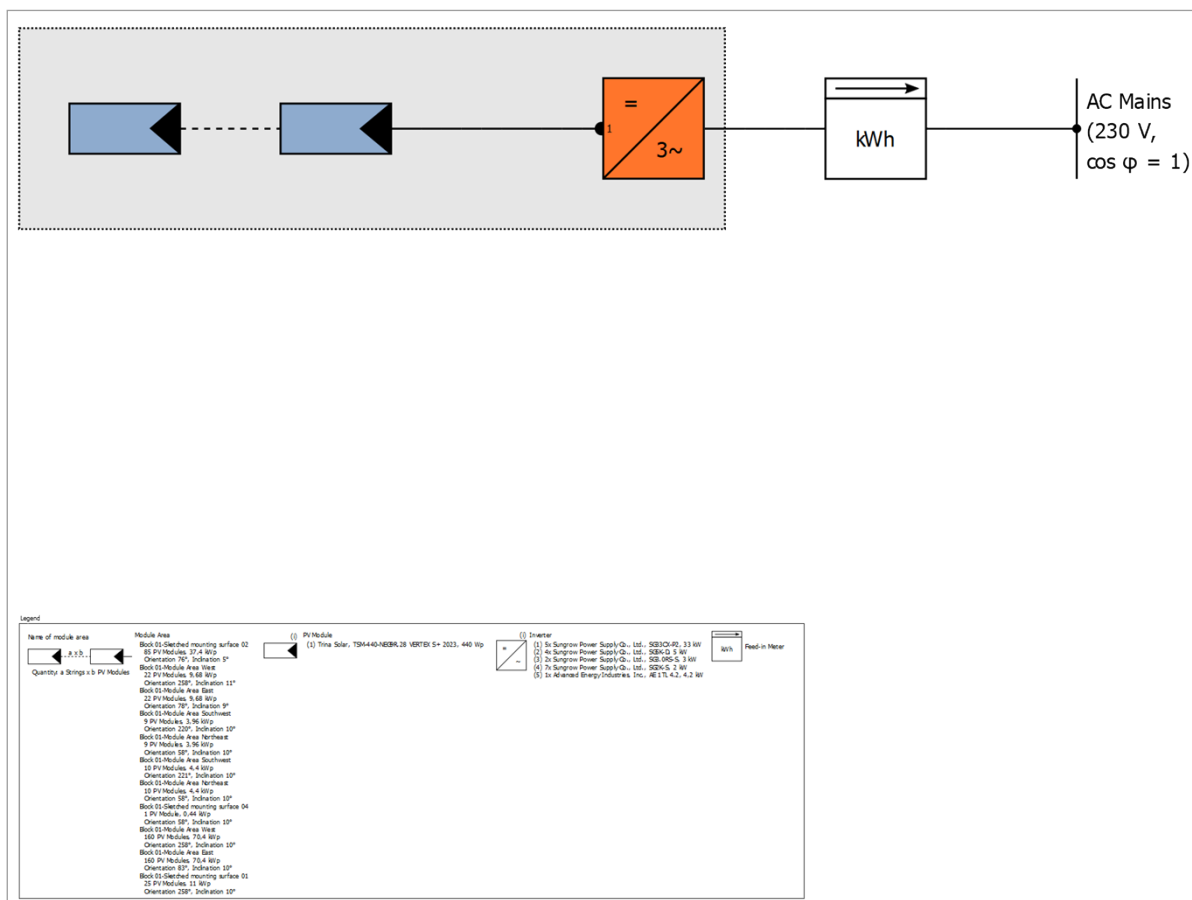 =
1
3~
kWh
AC Mains
(230 V,
cos φ = 1)
Legend
Name of module area
a x b
Quantity: a Strings x b PV Modules
Module Area
Block 01-Sketched mounting surface 02
85 PV Modules, 37,4 kWp
Orientation 76°, Inclination 5°
Block 01-Module Area West
22 PV Modules, 9,68 kWp
Orientation 258°, Inclination 11°
Block 01-Module Area East
22 PV Modules, 9,68 kWp
Orientation 78°, Inclination 9°
Block 01-Module Area Southwest
9 PV Modules, 3,96 kWp
Orientation 220°, Inclination 10°
Block 01-Module Area Northeast
9 PV Modules, 3,96 kWp
Orientation 58°, Inclination 10°
Block 01-Module Area Southwest
10 PV Modules, 4,4 kWp
Orientation 221°, Inclination 10°
Block 01-Module Area Northeast
10 PV Modules, 4,4 kWp
Orientation 58°, Inclination 10°
Block 01-Sketched mounting surface 04
1 PV Module, 0,44 kWp
Orientation 58°, Inclination 10°
Block 01-Module Area West
160 PV Modules, 70,4 kWp
Orientation 258°, Inclination 10°
Block 01-Module Area East
160 PV Modules, 70,4 kWp
Orientation 83°, Inclination 10°
Block 01-Sketched mounting surface 01
25 PV Modules, 11 kWp
Orientation 258°, Inclination 10°
(i) PV Module
(1) Trina Solar, VERTEX S+ 2023, 440 Wp
(i) Inverter
=
~
(1) 5x Sungrow Power Supply Co., Ltd., 33 kW
(2) 4x Sungrow Power Supply Co., Ltd., 5 kW
(3) 2x Sungrow Power Supply Co., Ltd., 3 kW
(4) 7x Sungrow Power Supply Co., Ltd., SG2K-S, 2 kW
(5) 1x Advanced Energy Industries, Inc., AE 1TL 4.2, 4,2 kW
kWh
Feed-in Meter